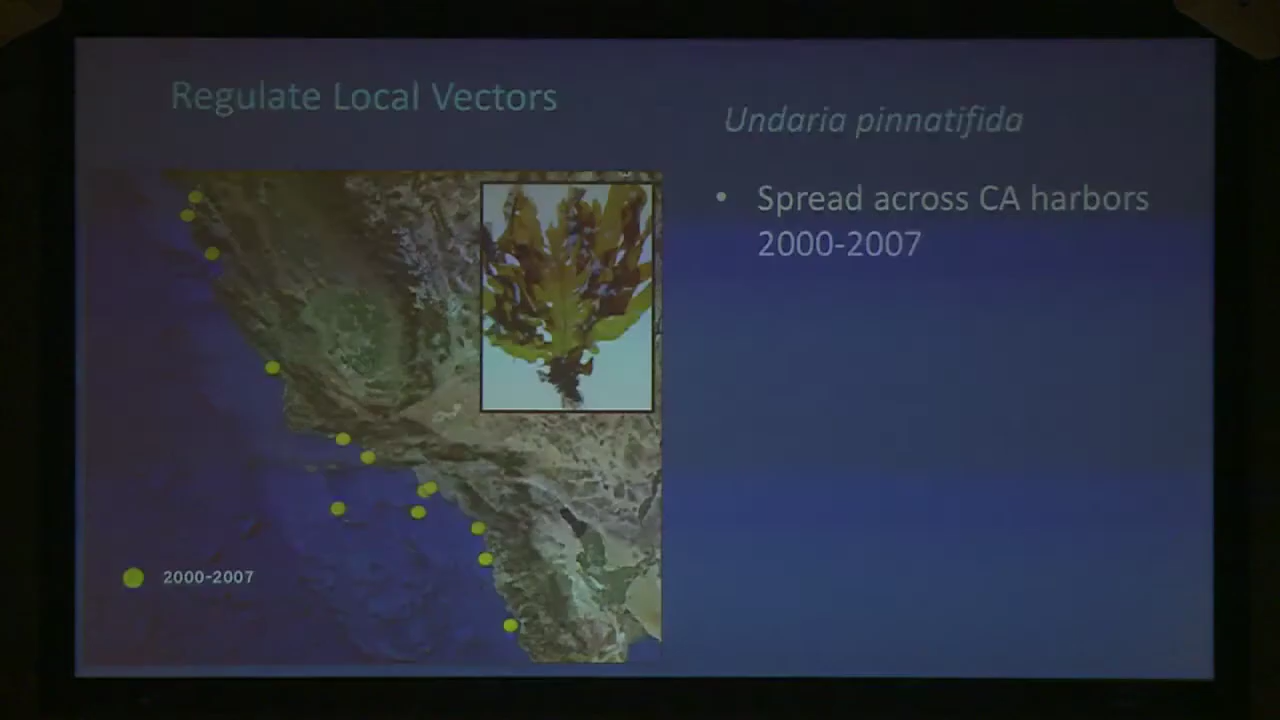 Regulate Local Vectors
Undaria pinnatifida
• Spread across CA harbors
2000-2007
2000-2007